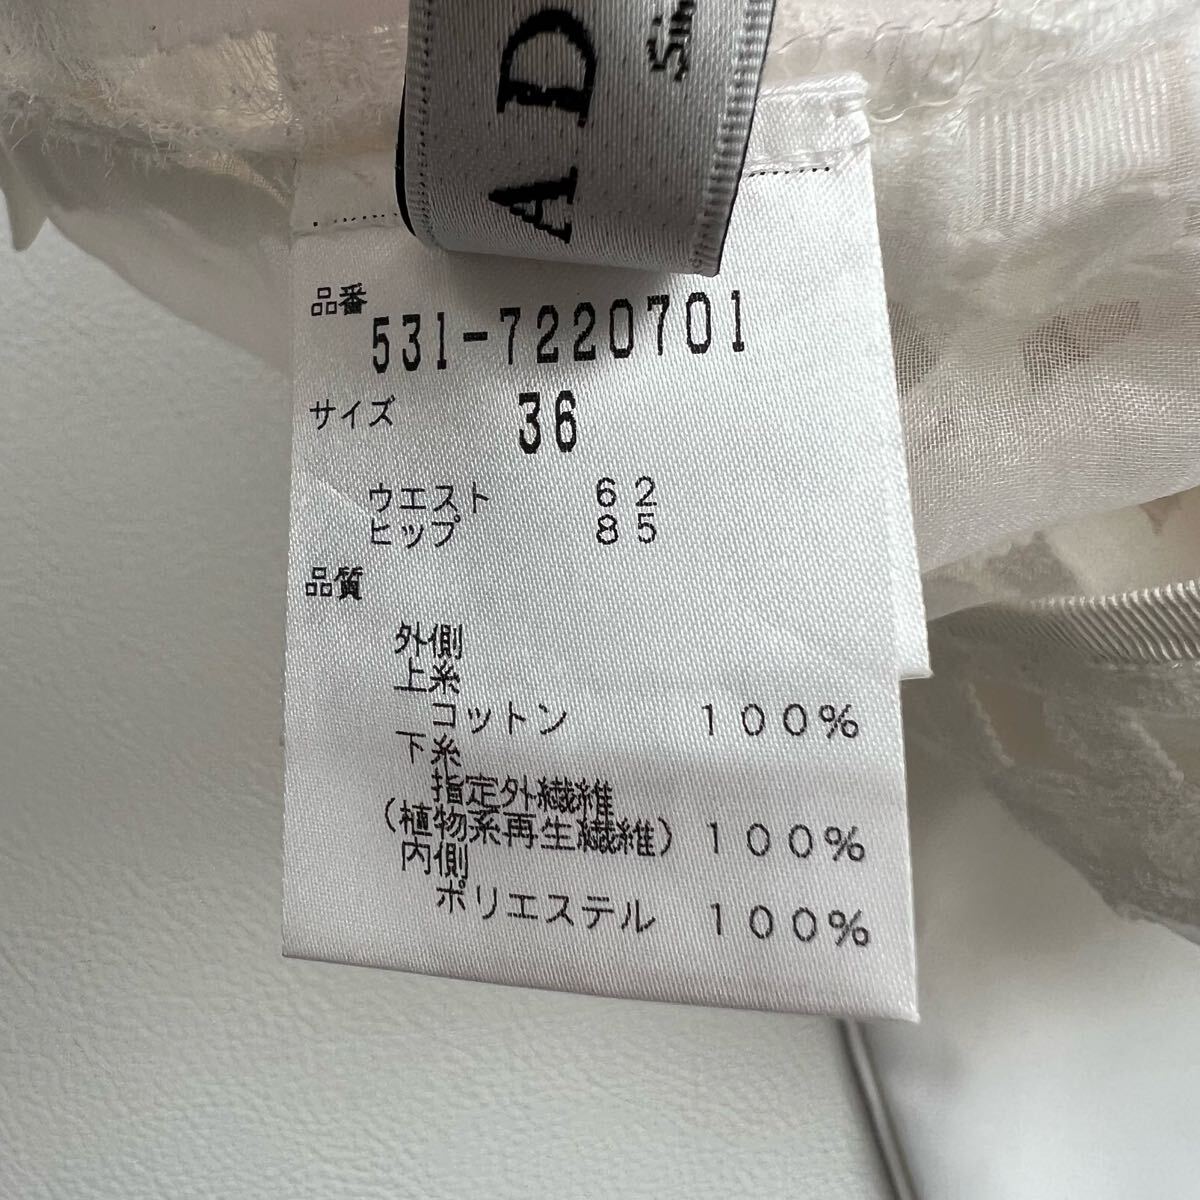 AD
品番
531-7220701
サイズ 36
ウエスト 62
ヒップ 85
品質
外側
上糸
コットン 100%
下糸
指定外繊維
(植物系再生繊維) 100%
内側
ポリエステル 100%